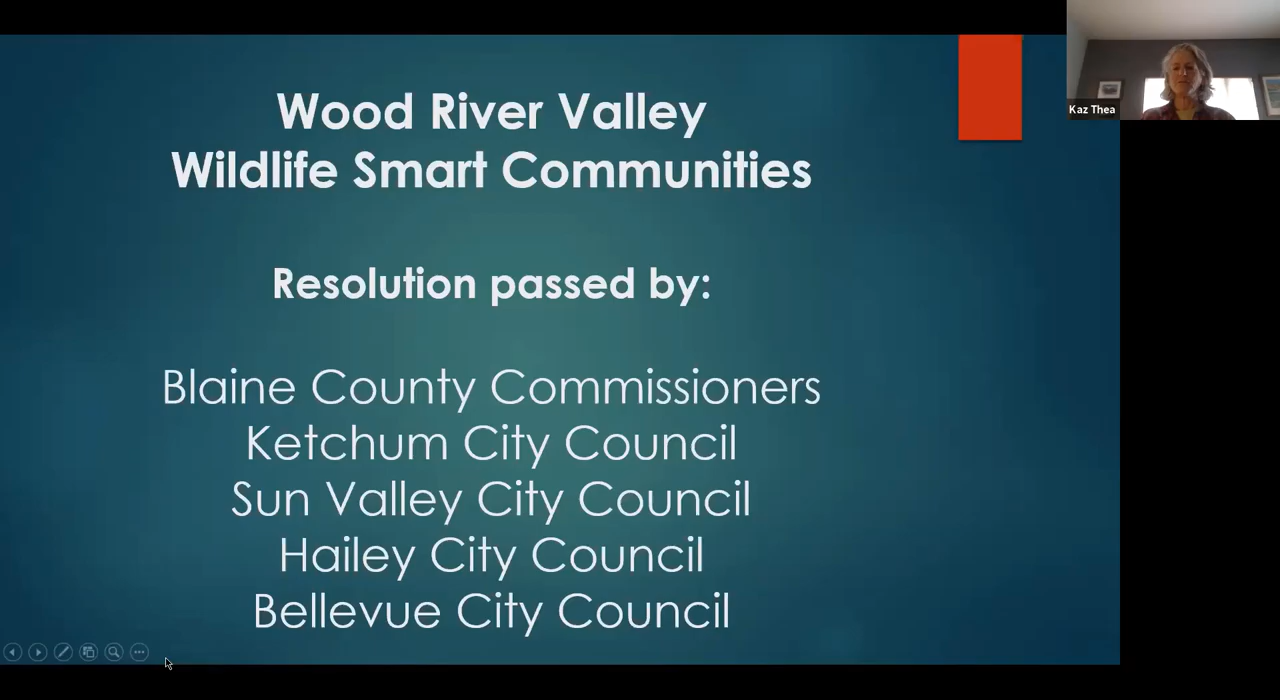 Wood River Valley
Wildlife Smart Communities
Resolution passed by:
Blaine County Commissioners
Ketchum City Council
Sun Valley City Council
Hailey City Council
Bellevue City Council
Kaz Thea